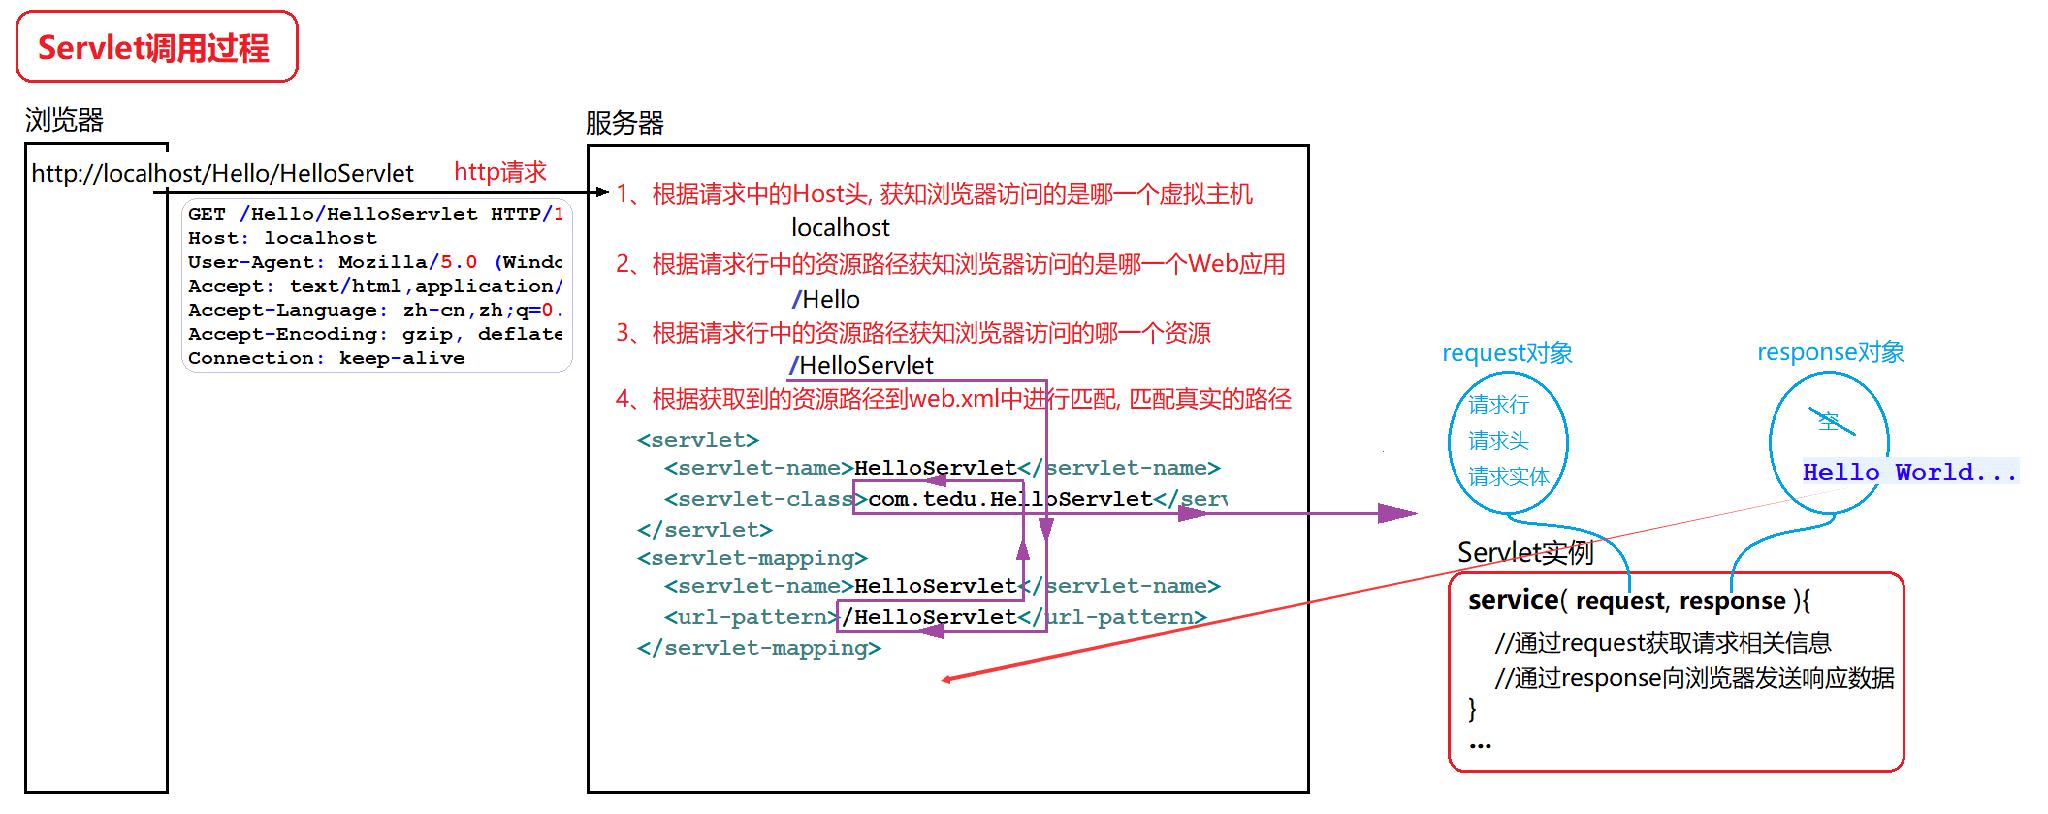 Servlet调用过程
浏览器
http://localhost/Hello/HelloServlet
http请求
GET /Hello/HelloServlet HTTP/1
Host: localhost
User-Agent: Mozilla/5.0 (Windo
Accept: text/html,application/
Accept-Language: zh-cn,zh;q=0.
Accept-Encoding: gzip, deflate
Connection: keep-alive
服务器
1、根据请求中的Host头, 获知浏览器访问的是哪一个虚拟主机
localhost
2、根据请求行中的资源路径获知浏览器访问的是哪一个Web应用
/Hello
3、根据请求行中的资源路径获知浏览器访问的哪一个资源
/HelloServlet
4、根据获取到的资源路径到web.xml中进行匹配, 匹配真实的路径
<servlet>
<servlet-name>HelloServlet</servlet-name>
<servlet-class>com.tedu.HelloServlet</serv
</servlet>
<servlet-mapping>
<servlet-name>HelloServlet</servlet-name>
<url-pattern>/HelloServlet</url-pattern>
</servlet-mapping>
request对象
请求行
请求头
请求实体
response对象
空
Hello World...
Servlet实例
service( request, response ){
//通过request获取请求相关信息
//通过response向浏览器发送响应数据
}
...